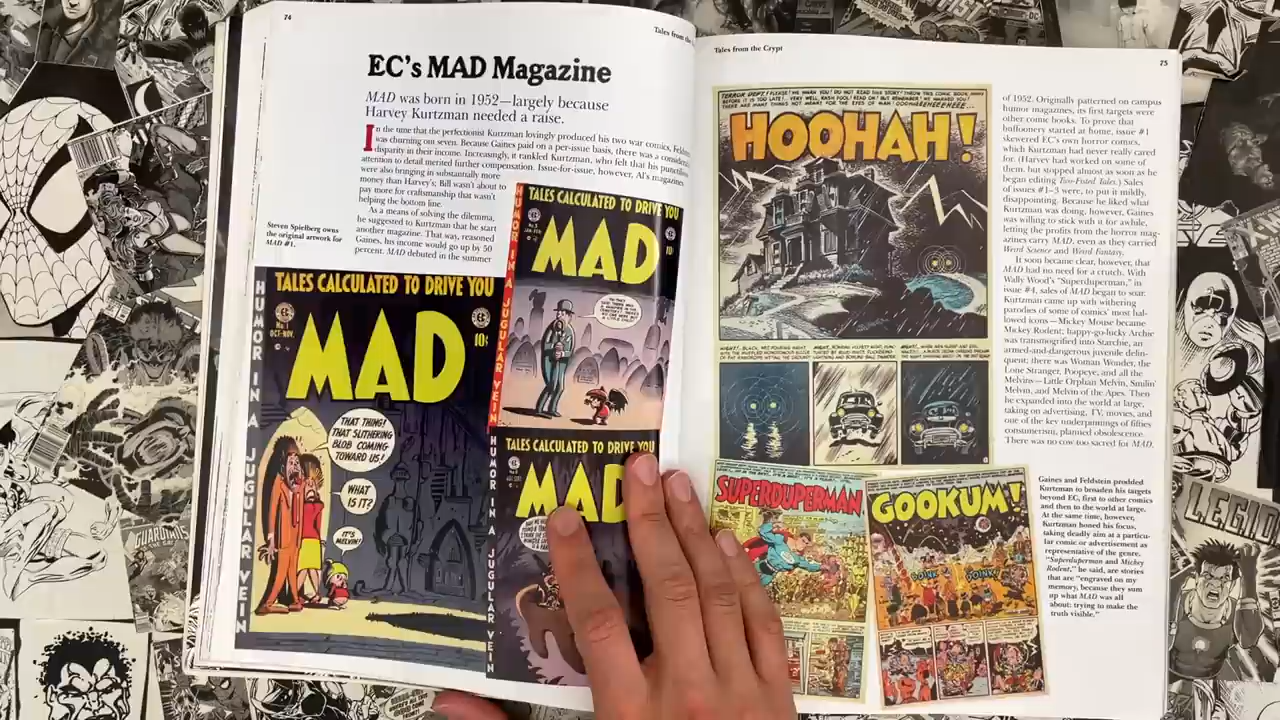 74
Tales from the
EC's MAD Magazine
MAD was born in 1952—largely because
Harvey Kurtzman needed a raise.
In the time that the perfectionist Kurtzman lovingly produced his two war comics,
was churning out seven. Because Gaines paid on a per-issue basis, there was a
disparity in their income. Increasingly, it rankled Kurtzman, who felt that his
attention to detail merited further compensation. Issue-for-issue, however, Al's magazines
were also bringing in substantially more
money than Harvey's; Bill wasn't about to
pay more for craftsmanship that wasn't
helping the bottom line.
As a means of solving the dilemma,
he suggested to Kurtzman that he start
another magazine. That way, reasoned
Gaines, his income would go up by 50
percent. MAD debuted in the summer
Steven Spielberg owns
the original artwork for
MAD #1.
TALES CALCULATED TO DRIVE YOU
MAD
HUMOR IN A JUGULAR VEIN
No. 1
OCT.-NOV.
10¢
THAT THING!
THAT SLITHERING
BLOB COMING
TOWARD US!
WHAT
IS IT?
IT'S
MELVIN!
TALES CALCULATED TO DRIVE YOU
MAD
HUMOR IN A JUGULAR VEIN
TALES CALCULATED TO DRIVE YOU
MAD
HUMOR IN A JUGULAR VEIN
Tales from the Crypt
75
HOOHAH!
SUPERDUPERMAN
GOOKUM!
DOINK!
DOINK!
of 1952. Originally patterned on campus
humor magazines, its first targets were
other comic books. To prove that
buffoonery started at home, issue #1
skewered EC's own horror comics,
which Kurtzman had never really cared
for. (Harvey had worked on some of
them, but stopped almost as soon as he
began editing Two-Fisted Tales.) Sales
of issues #1–3 were, to put it mildly,
disappointing. Because he liked what
Kurtzman was doing, however, Gaines
was willing to stick with it for awhile,
letting the profits from the horror mag-
azines carry MAD, even as they carried
Weird Science and Weird Fantasy.
It soon became clear, however, that
MAD had no need for a crutch. With
Wally Wood's "Superduperman," in
issue #4, sales of MAD began to soar.
Kurtzman came up with withering
parodies of some of comics' most hal-
lowed icons—Mickey Mouse became
Mickey Rodent; happy-go-lucky Archie
was transmogrified into Starchie, an
armed-and-dangerous juvenile delin-
quent; there was Woman Wonder, the
Lone Stranger, Poopeye, and all the
Melvins—Little Orphan Melvin, Smilin'
Melvin, and Melvin of the Apes. Then
he expanded into the world at large,
taking on advertising, TV, movies, and
one of the key underpinnings of fifties
consumerism, planned obsolescence.
There was no cow too sacred for MAD.
Gaines and Feldstein prodded
Kurtzman to broaden his targets
beyond EC, first to other comics
and then to the world at large.
At the same time, however,
Kurtzman honed his focus,
taking deadly aim at a particu-
lar comic or advertisement as
representative of the genre.
"Superduperman and Mickey
Rodent," he said, are stories
that are "engraved on my
memory, because they sum
up what MAD was all
about: trying to make the
truth visible."
GUARDIANS